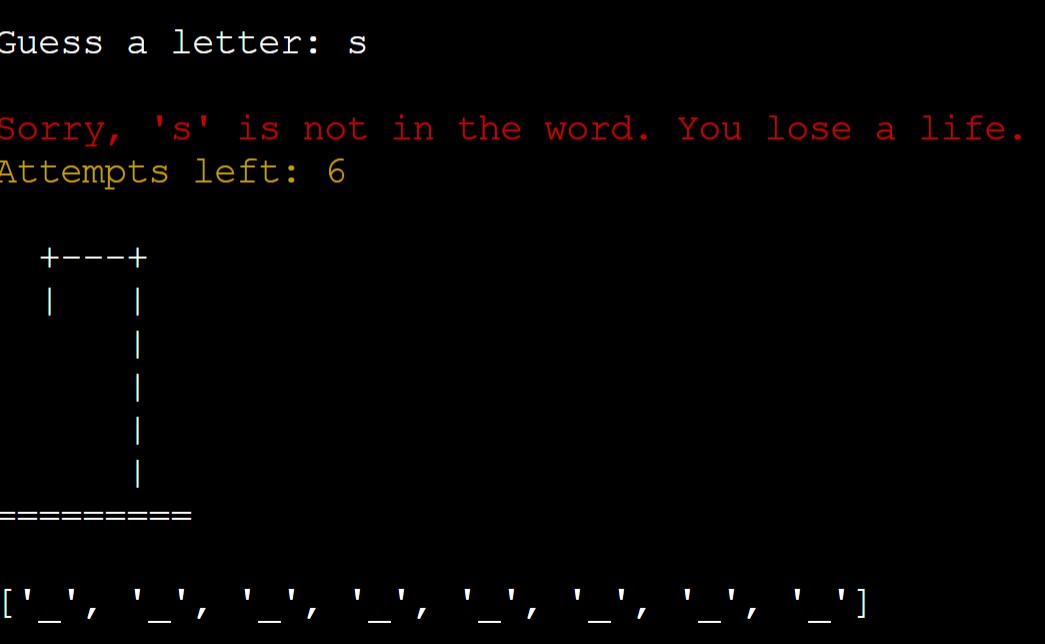 Guess a letter: s
Sorry, 's' is not in the word. You lose a life.
Attempts left: 6
  +---+
  |   |
      |
      |
      |
      |
=========
['_', '_', '_', '_', '_', '_', '_', '_']